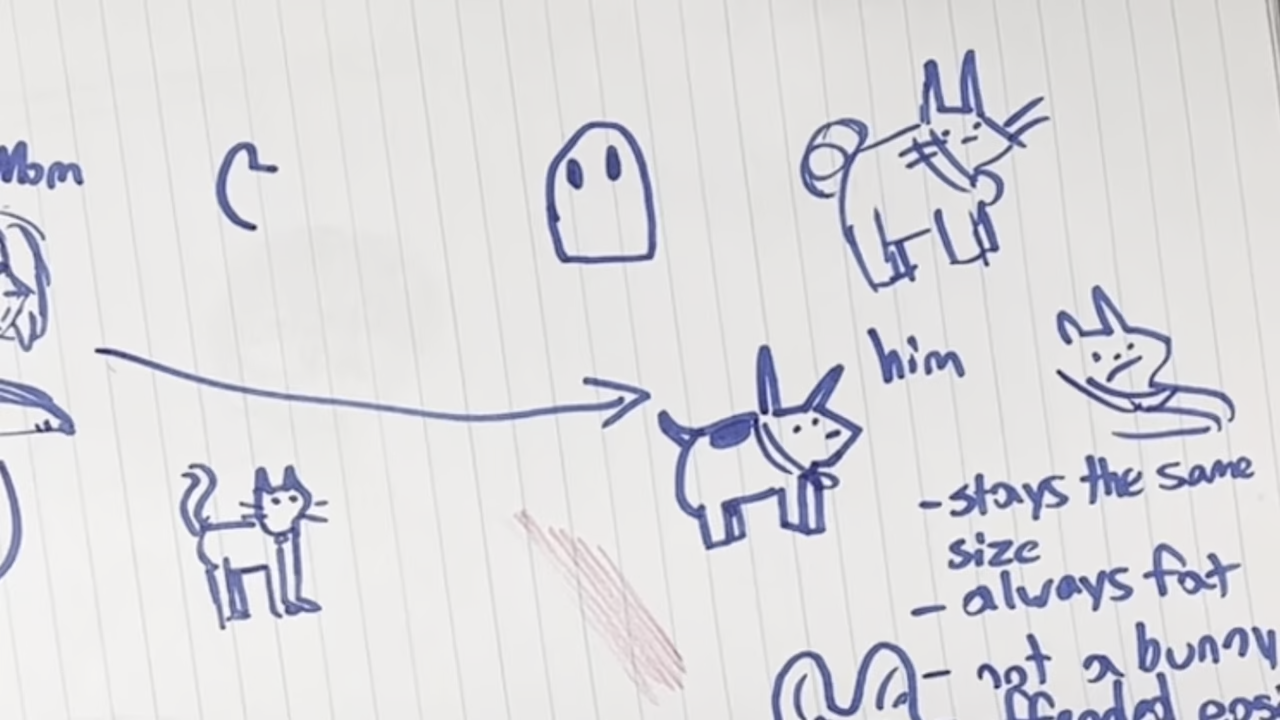 Mom
him
- stays the same
size
- always fat
- not a bunny